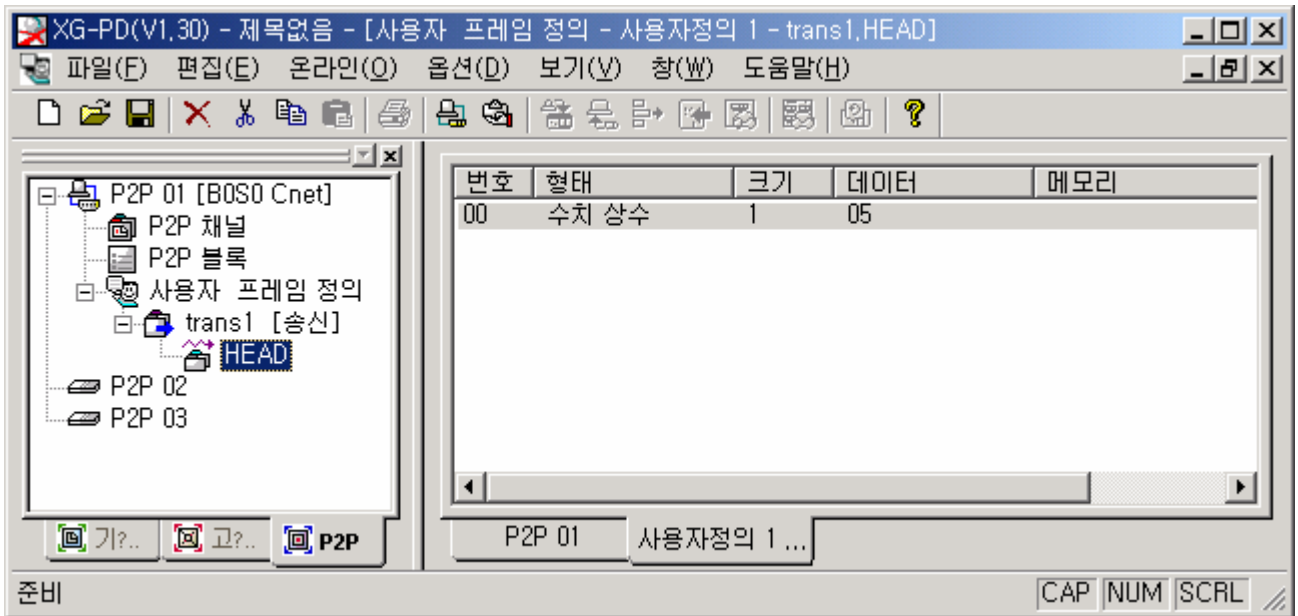 XG-PD(V1,30) - 제목없음 - [사용자 프레임 정의 - 사용자정의 1 - trans1,HEAD]
파일(F) 편집(E) 온라인(O) 옵션(D) 보기(V) 창(W) 도움말(H)
P2P 01 [B0S0 Cnet]
P2P 채널
P2P 블록
사용자 프레임 정의
trans1 [송신]
HEAD
P2P 02
P2P 03
기?.. 고?.. P2P
번호 형태 크기 데이터 메모리
00 수치 상수 1 05
P2P 01 사용자정의 1 ...
준비 CAP NUM SCRL